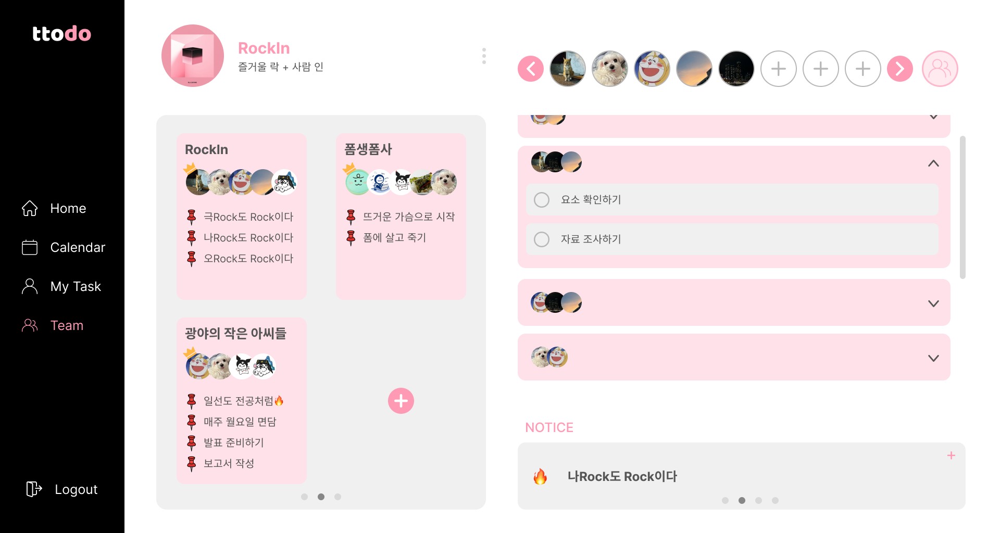 ttodo
Home
Calendar
My Task
Team
Logout
RockIn
즐거울 락 + 사람 인
RockIn
극Rock도 Rock이다
나Rock도 Rock이다
오Rock도 Rock이다
폼생폼사
뜨거운 가슴으로 시작
폼에 살고 죽기
광야의 작은 아씨들
일선도 전공처럼🔥
매주 월요일 면담
발표 준비하기
보고서 작성
요소 확인하기
자료 조사하기
NOTICE
나Rock도 Rock이다